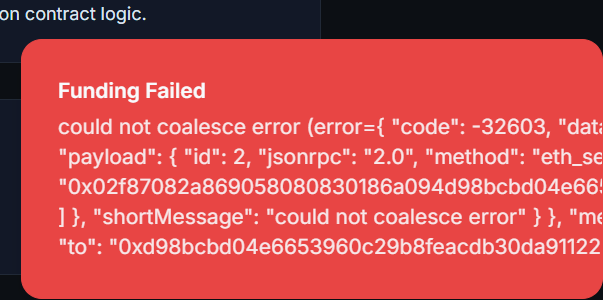 on contract logic.
Funding Failed
could not coalesce error (error={ "code": -32603, "data
"payload": { "id": 2, "jsonrpc": "2.0", "method": "eth_se
"0x02f87082a869058080830186a094d98bcbd04e665
] }, "shortMessage": "could not coalesce error" } }, "me
"to": "0xd98bcbd04e6653960c29b8feacdb30da91122